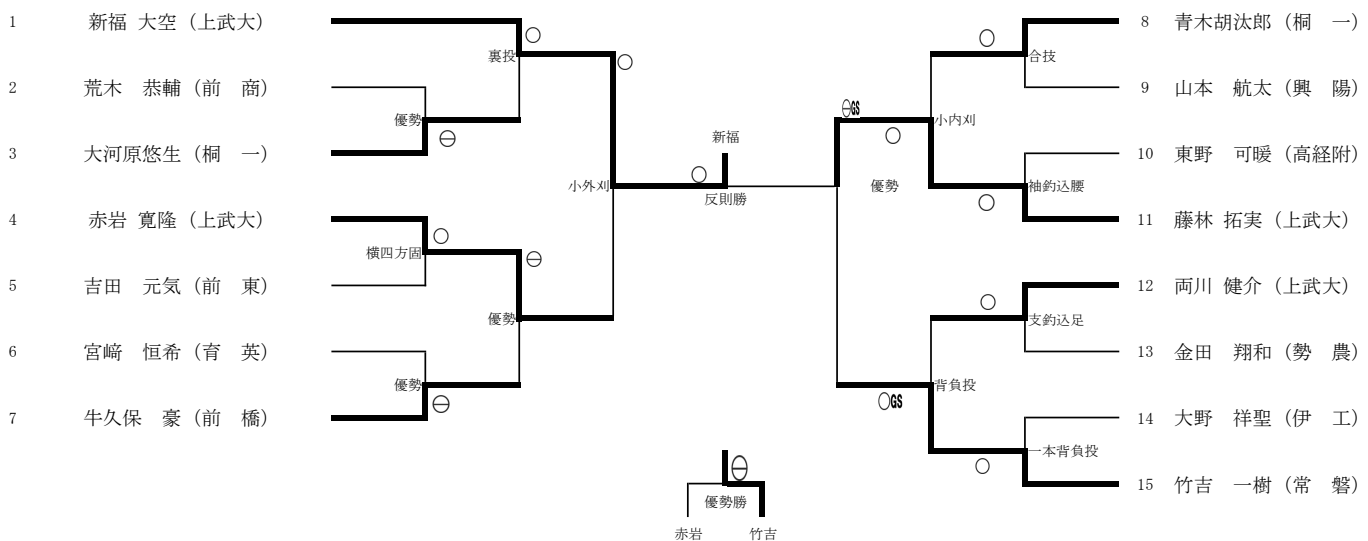 1 新福 大空（上武大）
裏投
2 荒木　恭輔（前　商）
優勢
3 大河原悠生（桐　一）
小外刈
4 赤岩 寛隆（上武大）
横四方固
5 吉田　元気（前　東）
優勢
6 宮﨑　恒希（育　英）
優勢
7 牛久保　豪（前　橋）
新福
反則勝
8 青木胡汰郎（桐　一）
合技
9 山本　航太（興　陽）
GS
小内刈
10 東野　可暖（高経附）
優勢
袖釣込腰
11 藤林 拓実（上武大）
12 両川 健介（上武大）
支釣込足
13 金田　翔和（勢　農）
背負投
GS
14 大野　祥聖（伊　工）
一本背負投
15 竹吉　一樹（常　磐）
優勢勝
赤岩 竹吉